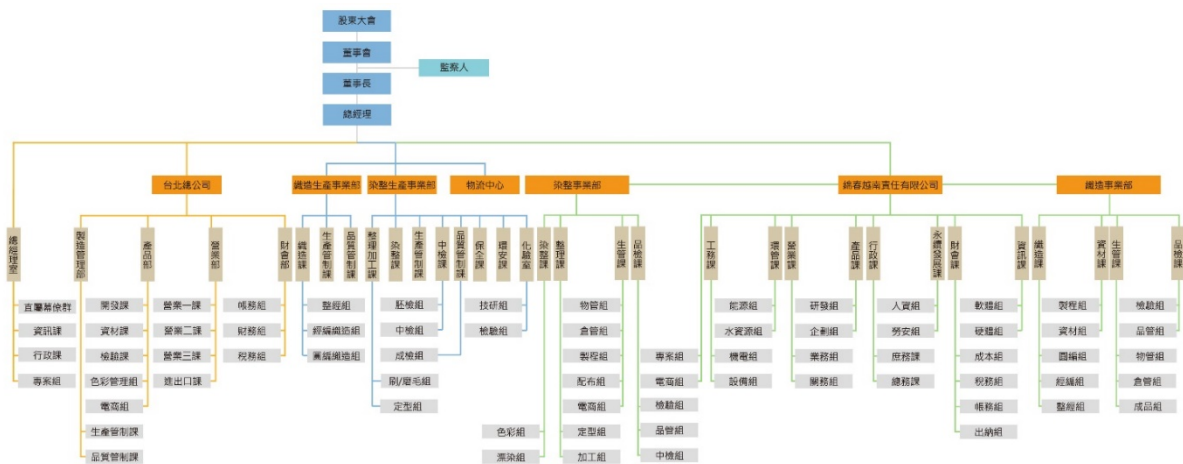 股東大會
董事會
監察人
董事長
總經理
台北總公司
織造生產事業部
染整生產事業部
物流中心
染整事業部
綿春越南責任有限公司
織造事業部
總經理室
製造管理部
產品部
營業部
財會部
織造課
生產管制課
品質管制課
整理加工課
染整課
生產管制課
中檢課
品質管制課
保全課
環安課
化驗室
染整課
整理課
生管課
品檢課
工務課
環管課
營業課
產品課
行政課
永續發展課
財會課
資訊課
織造課
資材課
生管課
品檢課
直屬幕僚群
開發課
營業一課
帳務組
整經組
胚檢組
技研組
物管組
能源組
研發組
人資組
軟體組
製程組
檢驗組
資訊課
資材課
營業二課
財務組
經編織造組
中檢組
檢驗組
倉管組
水資源組
企劃組
勞安組
硬體組
資材組
品管組
行政課
檢驗課
營業三課
稅務組
圓編織造組
成檢組
製程組
專案組
機電組
業務組
庶務課
成本組
圓編組
物管組
專案組
色彩管理組
進出口課
刷/磨毛組
配布組
電商組
設備組
關務組
總務課
稅務組
經編組
倉管組
電商組
定型組
電商組
檢驗組
帳務組
整經組
成品組
生產管制課
色彩組
定型組
品管組
出納組
品質管制課
漂染組
加工組
中檢組